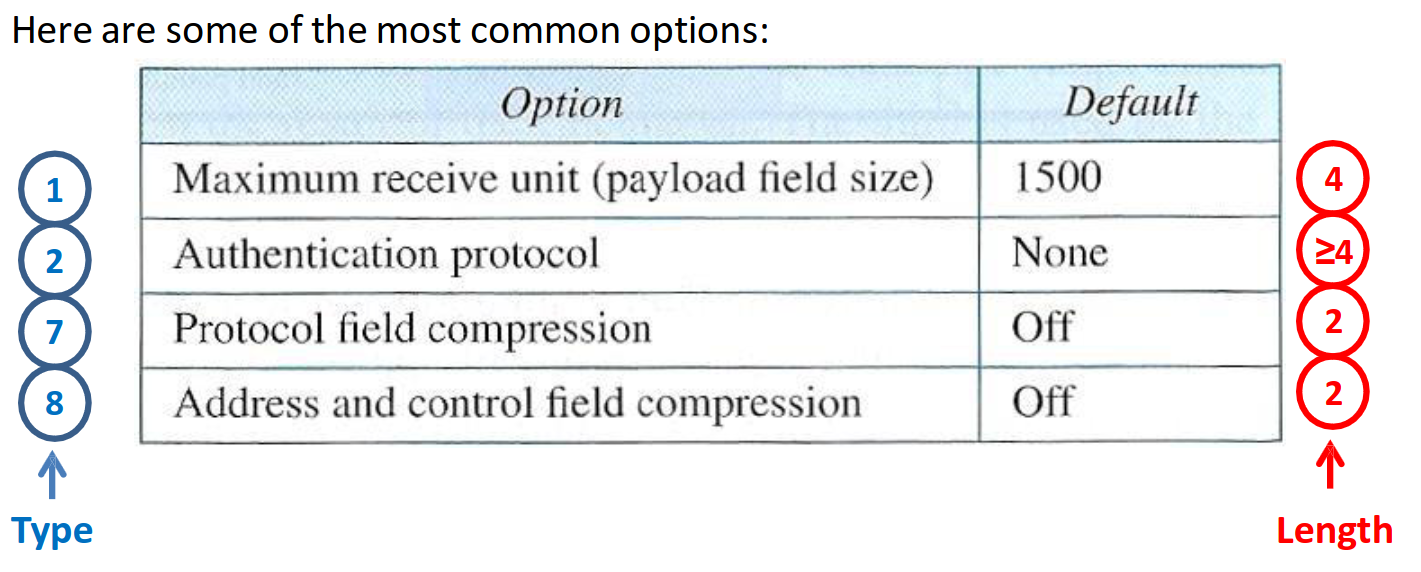 Here are some of the most common options:
Option Default
1 Maximum receive unit (payload field size) 1500 4
2 Authentication protocol None ≥4
7 Protocol field compression Off 2
8 Address and control field compression Off 2
Type Length